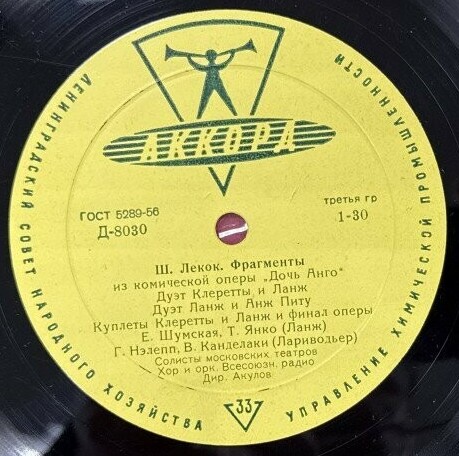 ЛЕНИНГРАДСКИЙ СОВЕТ НАРОДНОГО ХОЗЯЙСТВА
УПРАВЛЕНИЕ ХИМИЧЕСКОЙ ПРОМЫШЛЕННОСТИ
АККОРД
ГОСТ 5289-56
Д-8030
третья гр
1-30
Ш. Лекок. Фрагменты
из комической оперы „Дочь Анго"
Дуэт Клеретты и Ланж
Дуэт Ланж и Анж Питу
Куплеты Клеретты и Ланж и финал оперы
Е. Шумская, Т. Янко (Ланж)
Г. Нэлепп, В. Канделаки (Лариводьер)
Солисты московских театров
Хор и орк. Всесоюзн. радио
Дир. Акулов
33